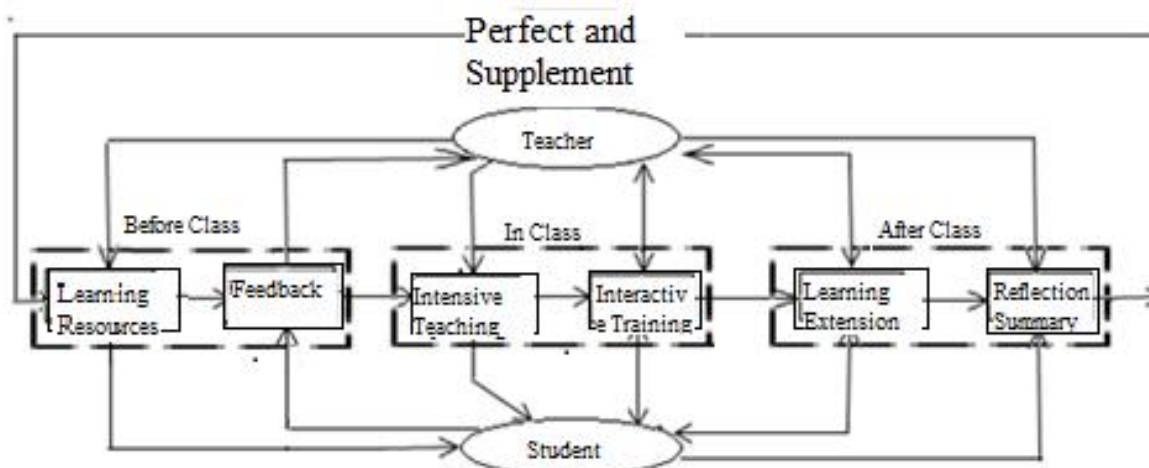 Perfect and
Supplement
Teacher
Before Class
In Class
After Class
Learning
Resources
Feedback
Intensive
Teaching
Interactiv
e Training
Learning
Extension
Reflection
Summary
Student